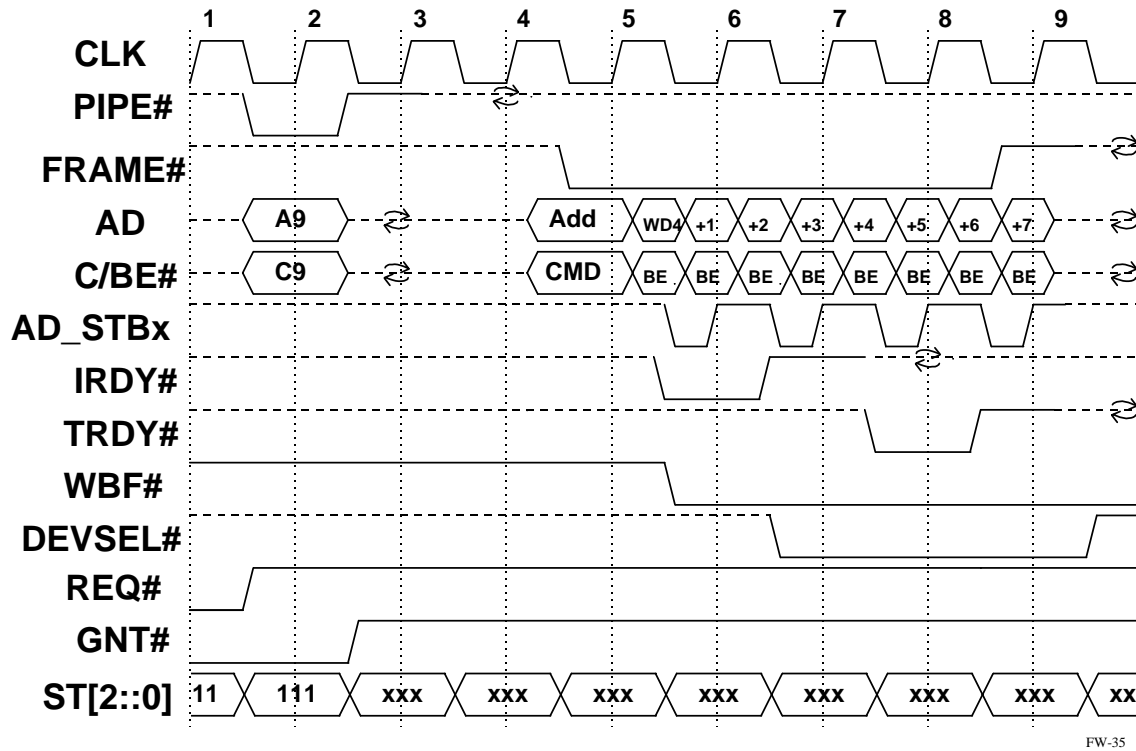 1 2 3 4 5 6 7 8 9
CLK
PIPE#
FRAME#
AD A9 Add WD4 +1 +2 +3 +4 +5 +6 +7
C/BE# C9 CMD BE BE BE BE BE BE BE BE
AD_STBx
IRDY#
TRDY#
WBF#
DEVSEL#
REQ#
GNT#
ST[2::0] 11 111 xxx xxx xxx xxx xxx xxx xxx xx
FW-35